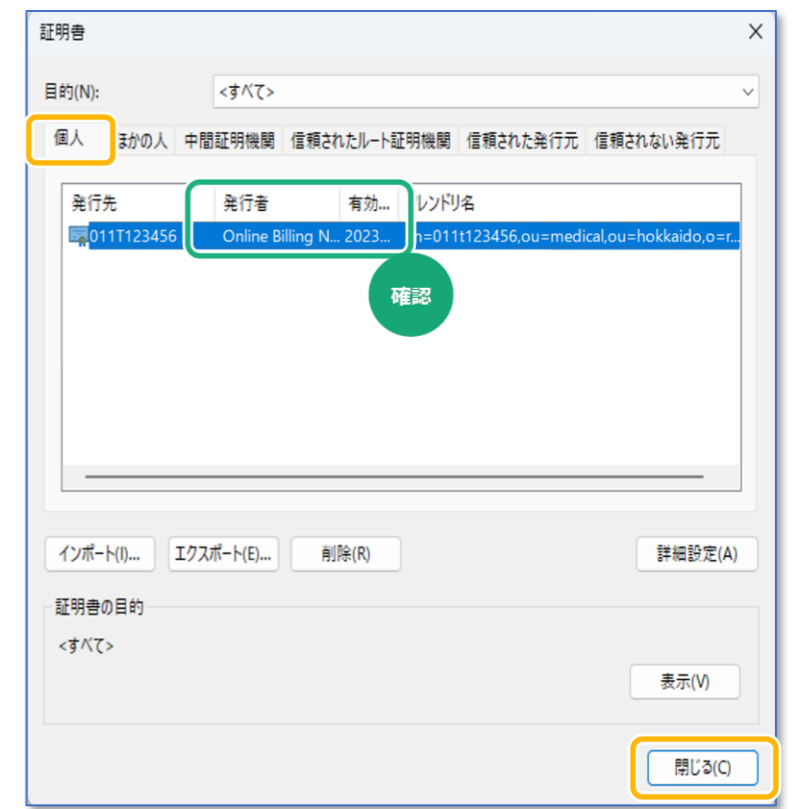 証明書
目的(N): <すべて>
個人 ほかの人 中間証明機関 信頼されたルート証明機関 信頼された発行元 信頼されない発行元
発行先 発行者 有効... フレンドリ名
011T123456 Online Billing N... 2023... n=011t123456,ou=medical,ou=hokkaido,o=r...
確認
インポート(I)... エクスポート(E)... 削除(R) 詳細設定(A)
証明書の目的
<すべて>
表示(V)
閉じる(C)